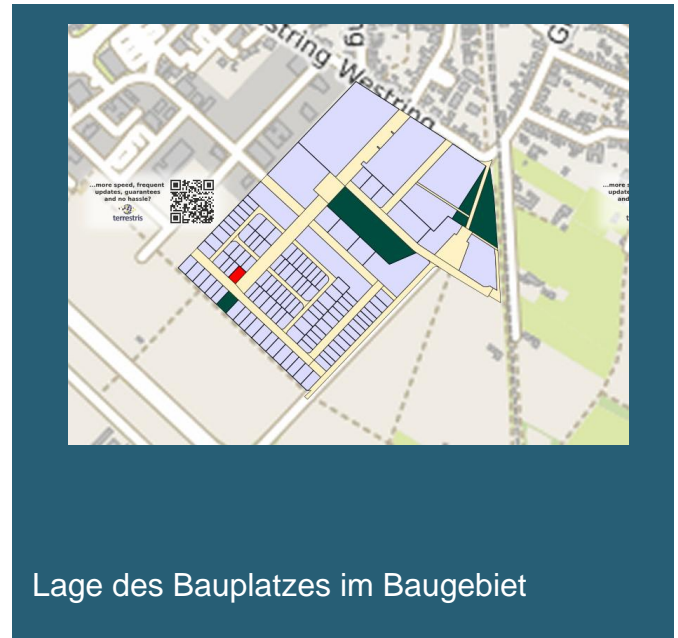 Westring Westring
...more speed, frequent
updates, guarantees
and no hassle?
terrestris
Lage des Bauplatzes im Baugebiet